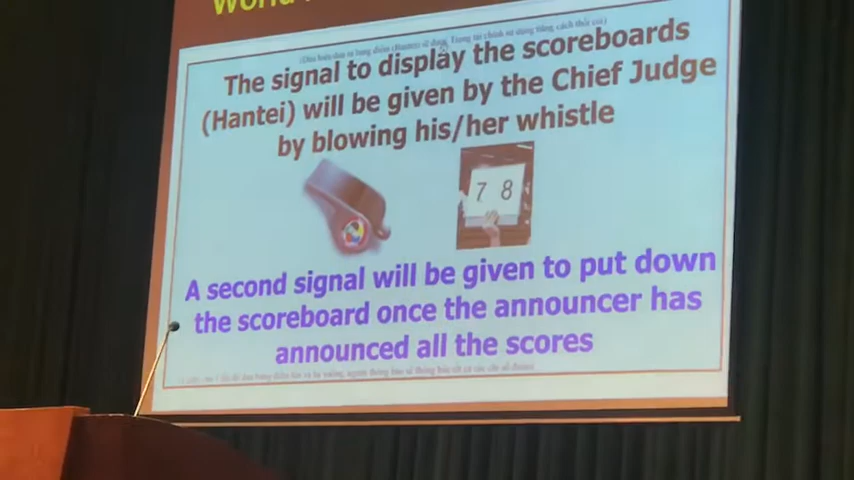 World
The signal to display the scoreboards
(Hantei) will be given by the Chief Judge
by blowing his/her whistle
7 8
A second signal will be given to put down
the scoreboard once the announcer has
announced all the scores